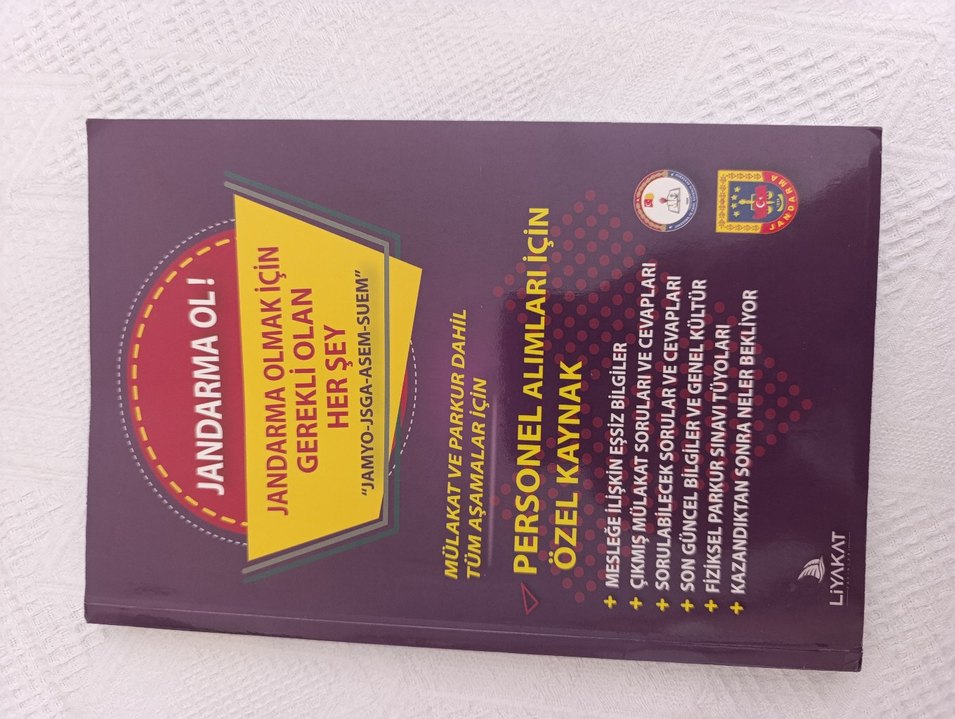 JANDARMA OL!
JANDARMA OLMAK İÇİN
GEREKLİ OLAN
HER ŞEY
"JAMYO-JSGA-ASEM-SUEM"
MÜLAKAT VE PARKUR DAHİL
TÜM AŞAMALAR İÇİN
PERSONEL ALIMLARI İÇİN
ÖZEL KAYNAK
+ MESLEĞE İLİŞKİN EŞSİZ BİLGİLER
+ ÇIKMIŞ MÜLAKAT SORULARI VE CEVAPLARI
+ SORULABİLECEK SORULAR VE CEVAPLARI
+ SON GÜNCEL BİLGİLER VE GENEL KÜLTÜR
+ FİZİKSEL PARKUR SINAVI TÜYOLARI
+ KAZANDIKTAN SONRA NELER BEKLİYOR
JANDARMA
LİYAKAT